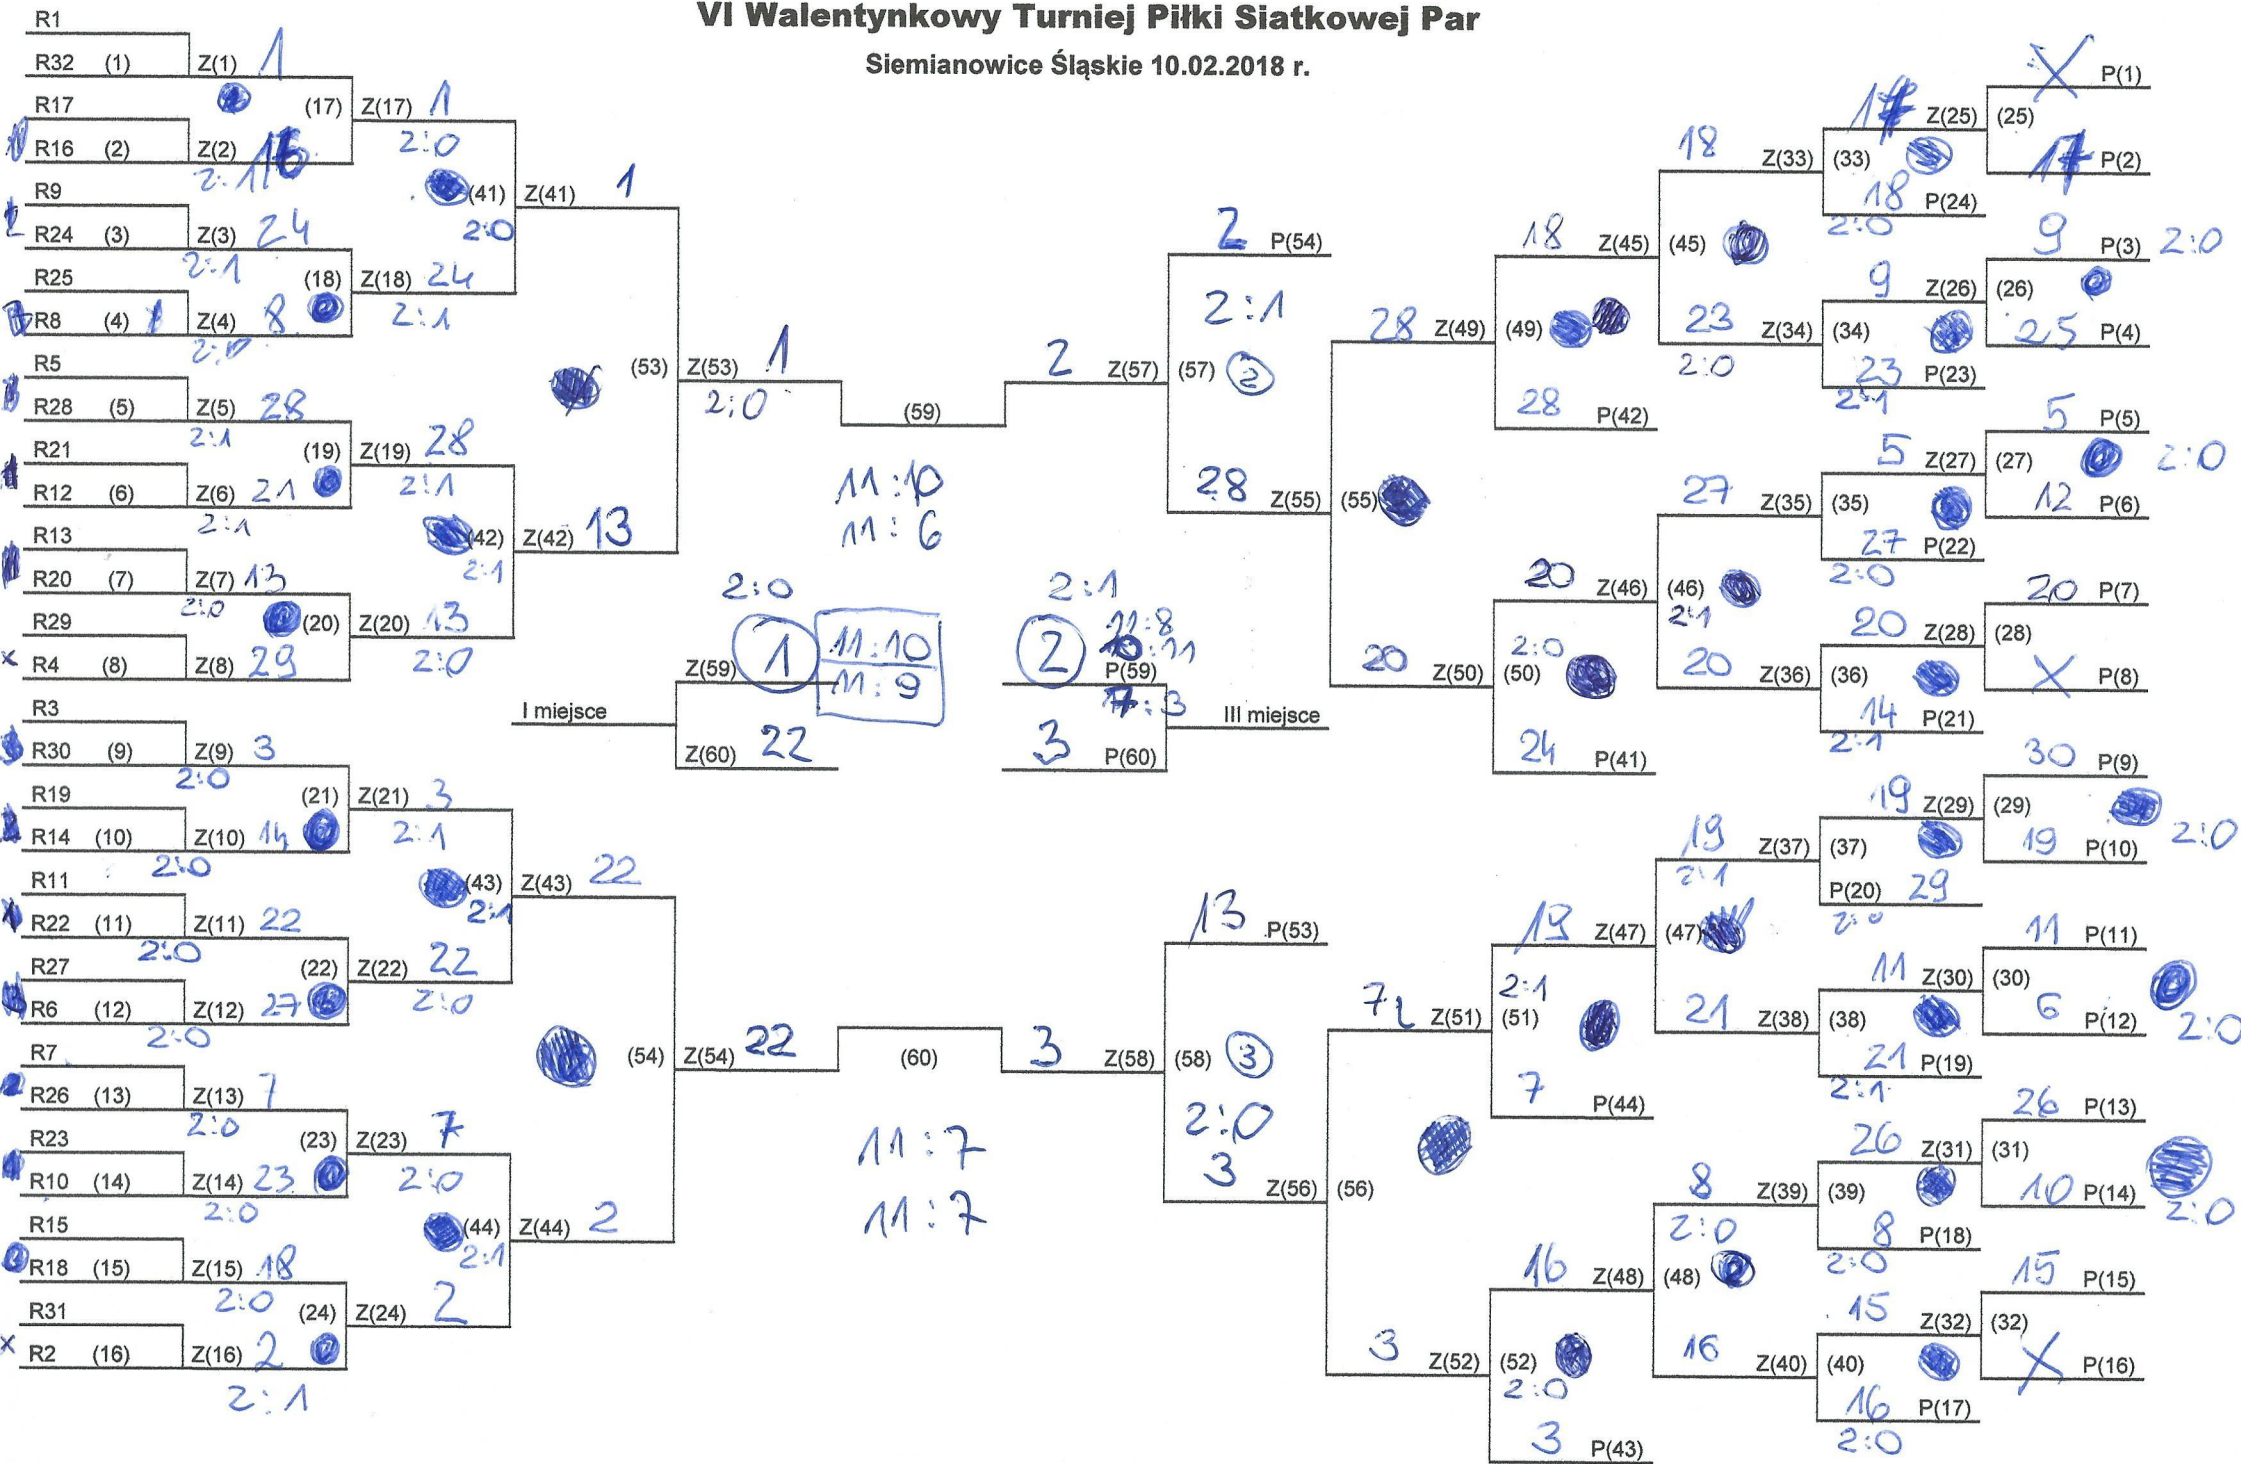 VI Walentynkowy Turniej Piłki Siatkowej Par
Siemianowice Śląskie 10.02.2018 r.
R1
R32 (1) Z(1) 1
R17 (17) Z(17) 1
2:0
R16 (2) Z(2) 16
2:1
(41) Z(41) 1
2:0
R9
R24 (3) Z(3) 24
2:1
R25 (18) Z(18) 24
2:1
R8 (4) Z(4) 8
2:0
(53) Z(53) 1
2:0
R5
R28 (5) Z(5) 28
2:1
R21 (19) Z(19) 28
2:1
R12 (6) Z(6) 21
2:1
(42) Z(42) 13
2:1
R13
R20 (7) Z(7) 13
2:0
R29 (20) Z(20) 13
2:0
R4 (8) Z(8) 29
R3
R30 (9) Z(9) 3
2:0
R19 (21) Z(21) 3
2:1
R14 (10) Z(10) 14
2:0
(43) Z(43) 22
2:1
R11
R22 (11) Z(11) 22
2:0
R27 (22) Z(22) 22
2:0
R6 (12) Z(12) 27
2:0
(54) Z(54) 22
R7
R26 (13) Z(13) 7
2:0
R23 (23) Z(23) 7
2:0
R10 (14) Z(14) 23
2:0
(44) Z(44) 2
2:1
R15
R18 (15) Z(15) 18
2:0
R31 (24) Z(24) 2
R2 (16) Z(16) 2
2:1
(59)
11:10
11:6
2:0
Z(59) 1
11:10
11:9
I miejsce
Z(60) 22
2:1
11:8
10:11
2 P(59)
7:3
III miejsce
3 P(60)
(60)
11:7
11:7
2 Z(57)
2 P(54)
2:1
(57) 2
28 Z(55)
3 Z(58)
13 P(53)
(58) 3
2:0
3 Z(56)
28 Z(49)
(55)
20 Z(50)
7 Z(51)
(56)
3 Z(52)
18 Z(45)
(49)
28 P(42)
20 Z(46)
2:0
(50)
24 P(41)
19 Z(47)
2:1
(51)
7 P(44)
16 Z(48)
(52)
2:0
3 P(43)
18 Z(33)
(45)
23 Z(34)
2:0
27 Z(35)
(46)
2:1
20 Z(36)
19 Z(37)
2:1
(47)
21 Z(38)
8 Z(39)
2:0
(48)
16 Z(40)
17 Z(25)
(33)
18 P(24)
2:0
9 Z(26)
(34)
23 P(23)
2:1
5 Z(27)
(35)
27 P(22)
2:0
20 Z(28)
(36)
14 P(21)
2:1
19 Z(29)
(37)
P(20) 29
2:0
11 Z(30)
(38)
21 P(19)
2:1
26 Z(31)
(39)
8 P(18)
2:0
15 Z(32)
(40)
16 P(17)
2:0
X P(1)
(25)
17 P(2)
9 P(3) 2:0
(26)
25 P(4)
5 P(5)
(27) 2:0
12 P(6)
20 P(7)
(28)
X P(8)
30 P(9)
(29) 2:0
19 P(10)
11 P(11)
(30)
6 P(12) 2:0
26 P(13)
(31)
10 P(14) 2:0
15 P(15)
(32)
X P(16)